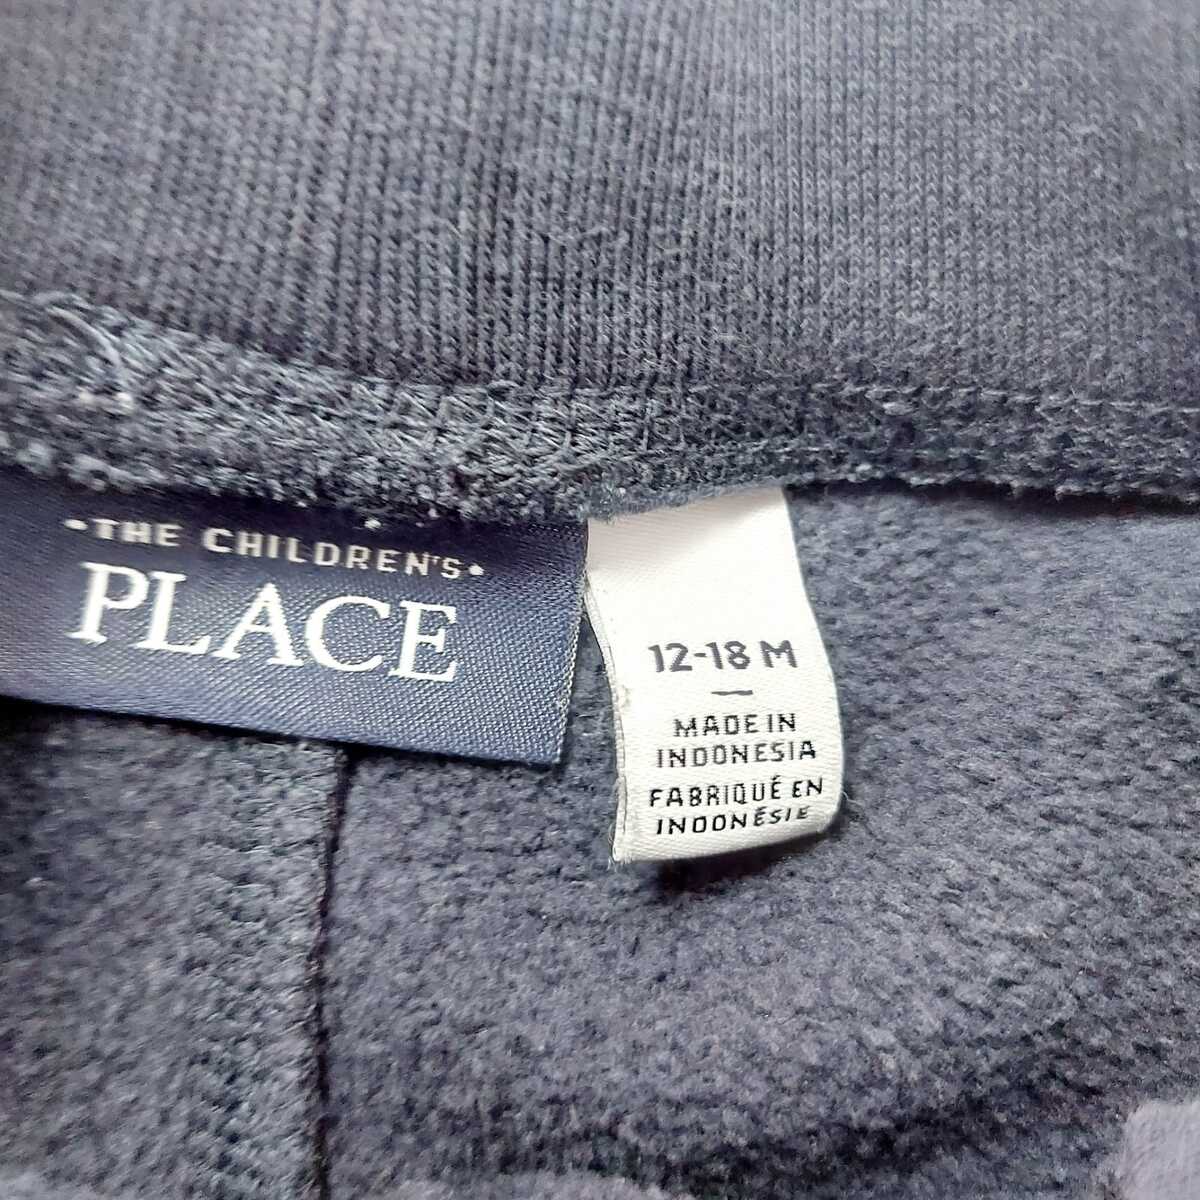 •THE CHILDREN'S•
PLACE
12-18 M
—
MADE IN
INDONESIA
FABRIQUÉ EN
INDONÉSIE